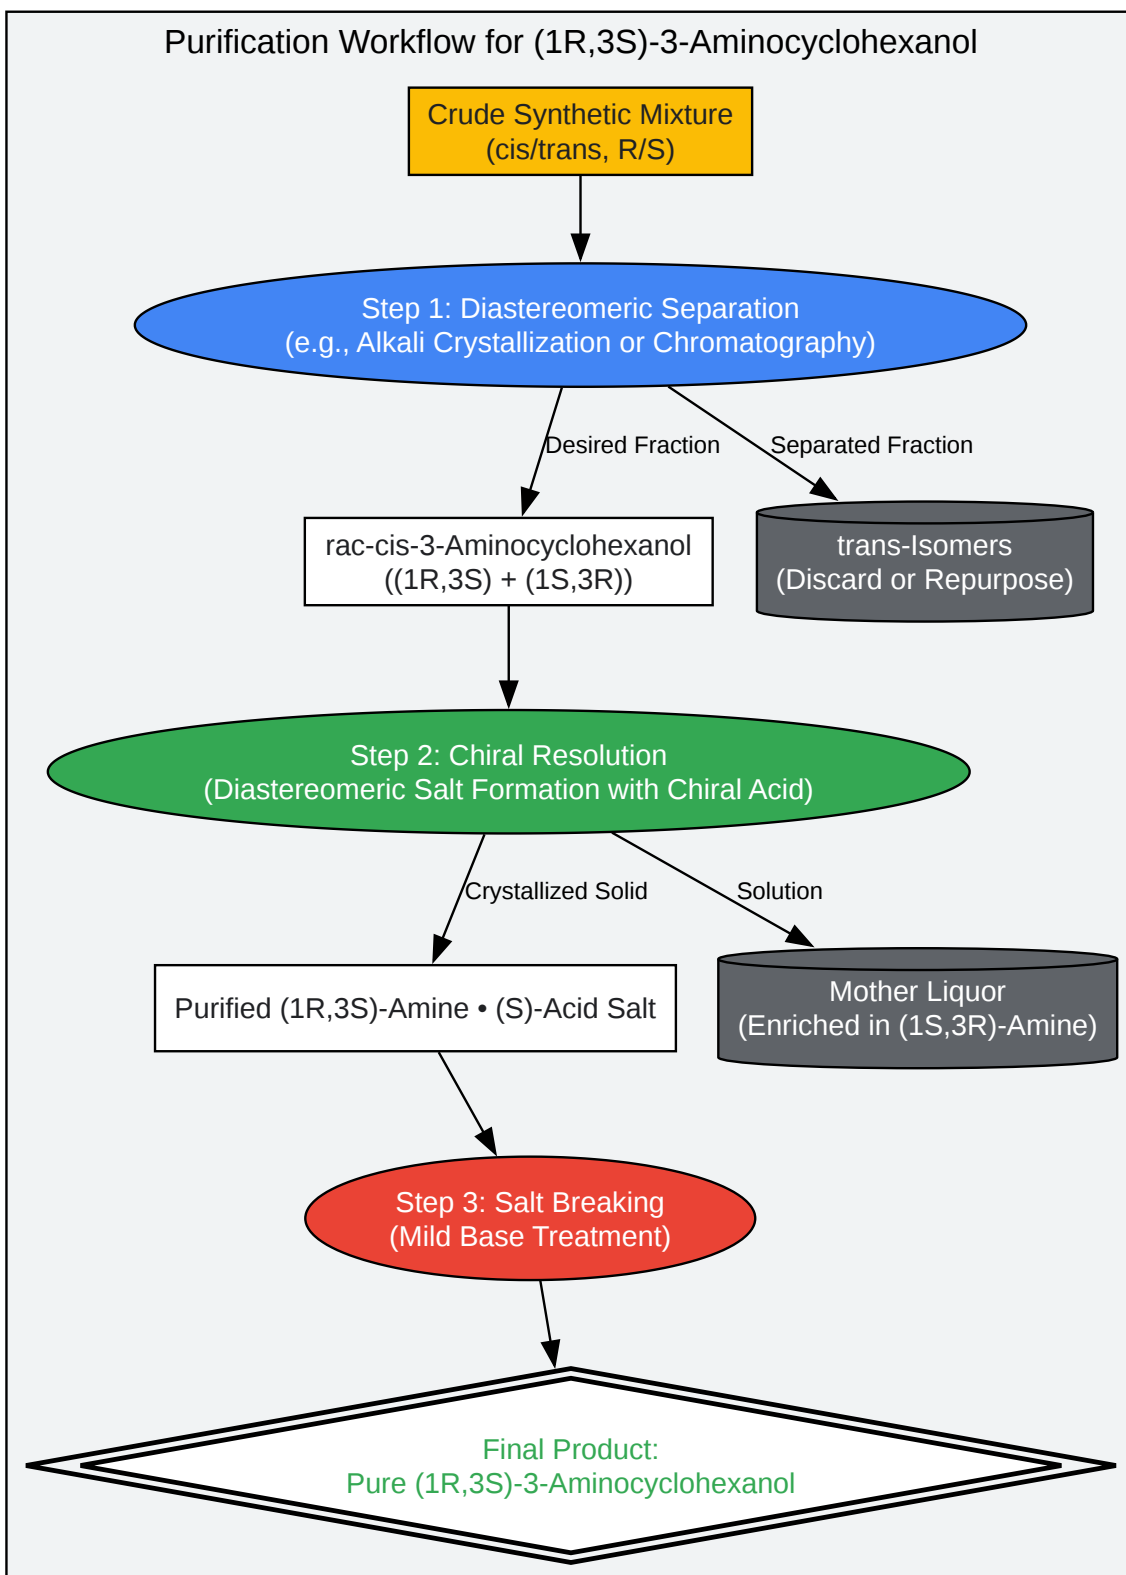 Purification Workflow for (1R,3S)-3-Aminocyclohexanol
Crude Synthetic Mixture
(cis/trans, R/S)
Step 1: Diastereomeric Separation
(e.g., Alkali Crystallization or Chromatography)
Desired Fraction
Separated Fraction
rac-cis-3-Aminocyclohexanol
((1R,3S) + (1S,3R))
trans-Isomers
(Discard or Repurpose)
Step 2: Chiral Resolution
(Diastereomeric Salt Formation with Chiral Acid)
Crystallized Solid
Solution
Purified (1R,3S)-Amine • (S)-Acid Salt
Mother Liquor
(Enriched in (1S,3R)-Amine)
Step 3: Salt Breaking
(Mild Base Treatment)
Final Product:
Pure (1R,3S)-3-Aminocyclohexanol